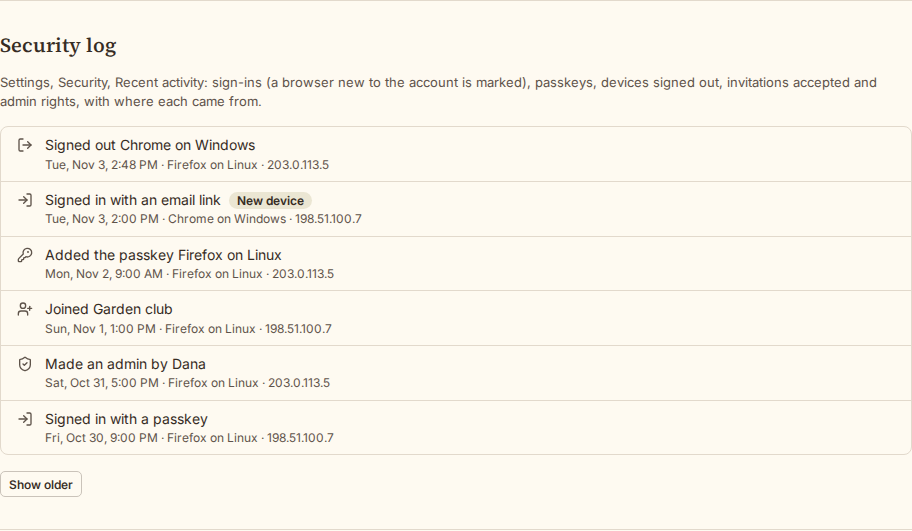 Security log
Settings, Security, Recent activity: sign-ins (a browser new to the account is marked), passkeys, devices signed out, invitations accepted and
admin rights, with where each came from.
Signed out Chrome on Windows
Tue, Nov 3, 2:48 PM · Firefox on Linux · 203.0.113.5
Signed in with an email link New device
Tue, Nov 3, 2:00 PM · Chrome on Windows · 198.51.100.7
Added the passkey Firefox on Linux
Mon, Nov 2, 9:00 AM · Firefox on Linux · 203.0.113.5
Joined Garden club
Sun, Nov 1, 1:00 PM · Firefox on Linux · 198.51.100.7
Made an admin by Dana
Sat, Oct 31, 5:00 PM · Firefox on Linux · 203.0.113.5
Signed in with a passkey
Fri, Oct 30, 9:00 PM · Firefox on Linux · 198.51.100.7
Show older